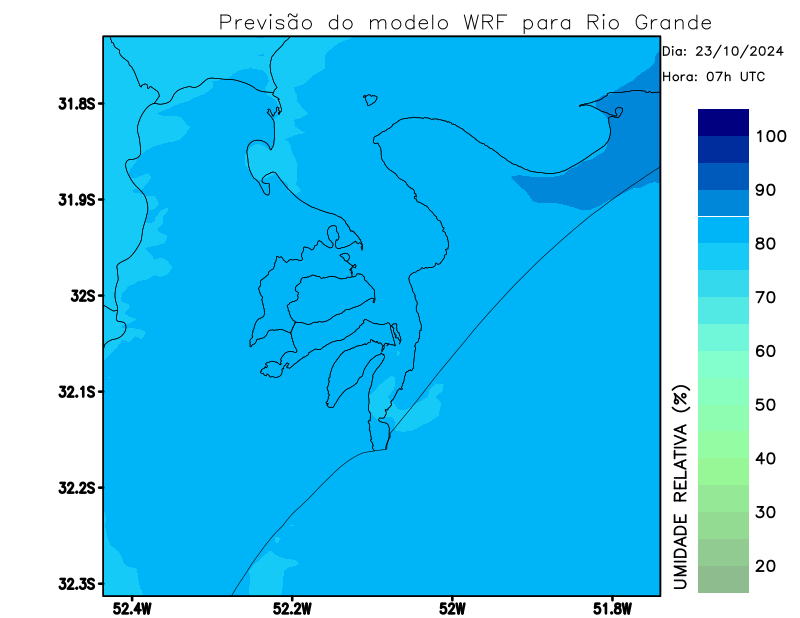 Previsão do modelo WRF para Rio Grande
Dia: 23/10/2024
Hora: 07h UTC
31.8S
31.9S
32S
32.1S
32.2S
32.3S
52.4W
52.2W
52W
51.8W
100
90
80
70
60
50
40
30
20
UMIDADE RELATIVA (%)